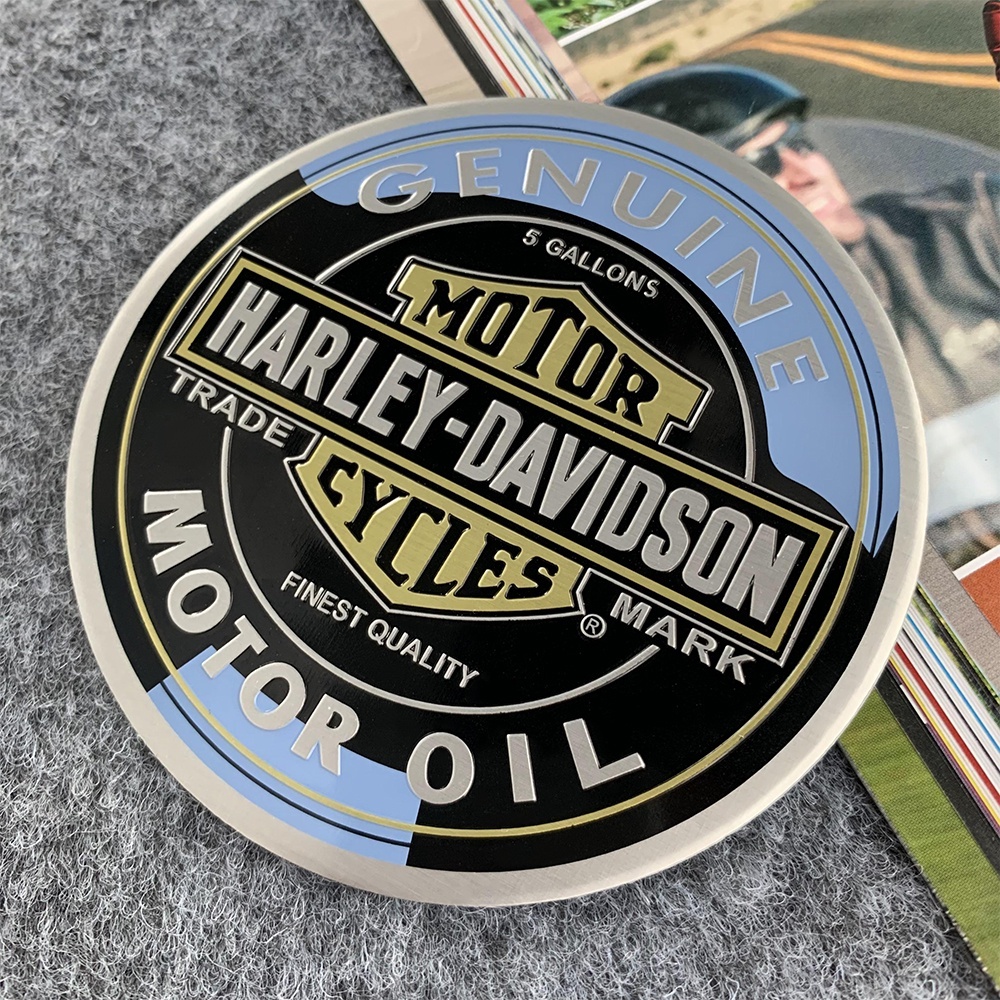 GENUINE
5 GALLONS
MOTOR
HARLEY-DAVIDSON
TRADE MARK
CYCLES
®
FINEST QUALITY
MOTOR OIL